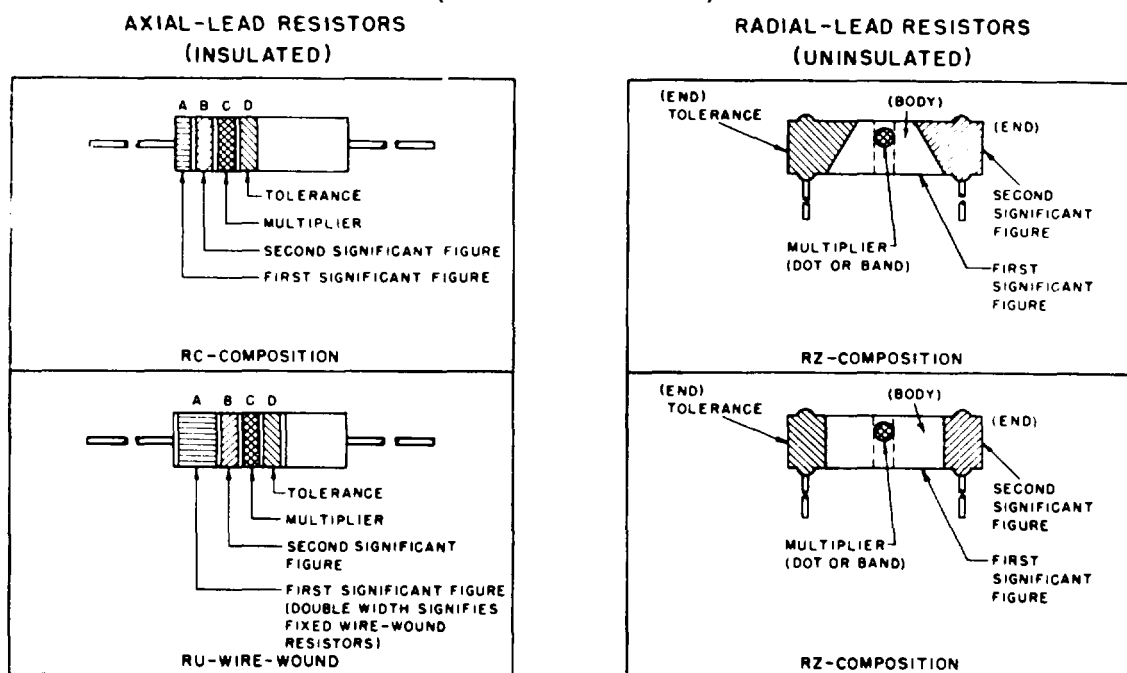 AXIAL-LEAD RESISTORS
(INSULATED)
A B C D
TOLERANCE
MULTIPLIER
SECOND SIGNIFICANT FIGURE
FIRST SIGNIFICANT FIGURE
RC-COMPOSITION
A B C D
TOLERANCE
MULTIPLIER
SECOND SIGNIFICANT
FIGURE
FIRST SIGNIFICANT FIGURE
(DOUBLE WIDTH SIGNIFIES
FIXED WIRE-WOUND
RESISTORS)
RU-WIRE-WOUND
RADIAL-LEAD RESISTORS
(UNINSULATED)
(END)
TOLERANCE
(BODY)
(END)
SECOND
SIGNIFICANT
FIGURE
MULTIPLIER
(DOT OR BAND)
FIRST
SIGNIFICANT
FIGURE
RZ-COMPOSITION
(END)
TOLERANCE
(BODY)
(END)
SECOND
SIGNIFICANT
FIGURE
MULTIPLIER
(DOT OR BAND)
FIRST
SIGNIFICANT
FIGURE
RZ-COMPOSITION